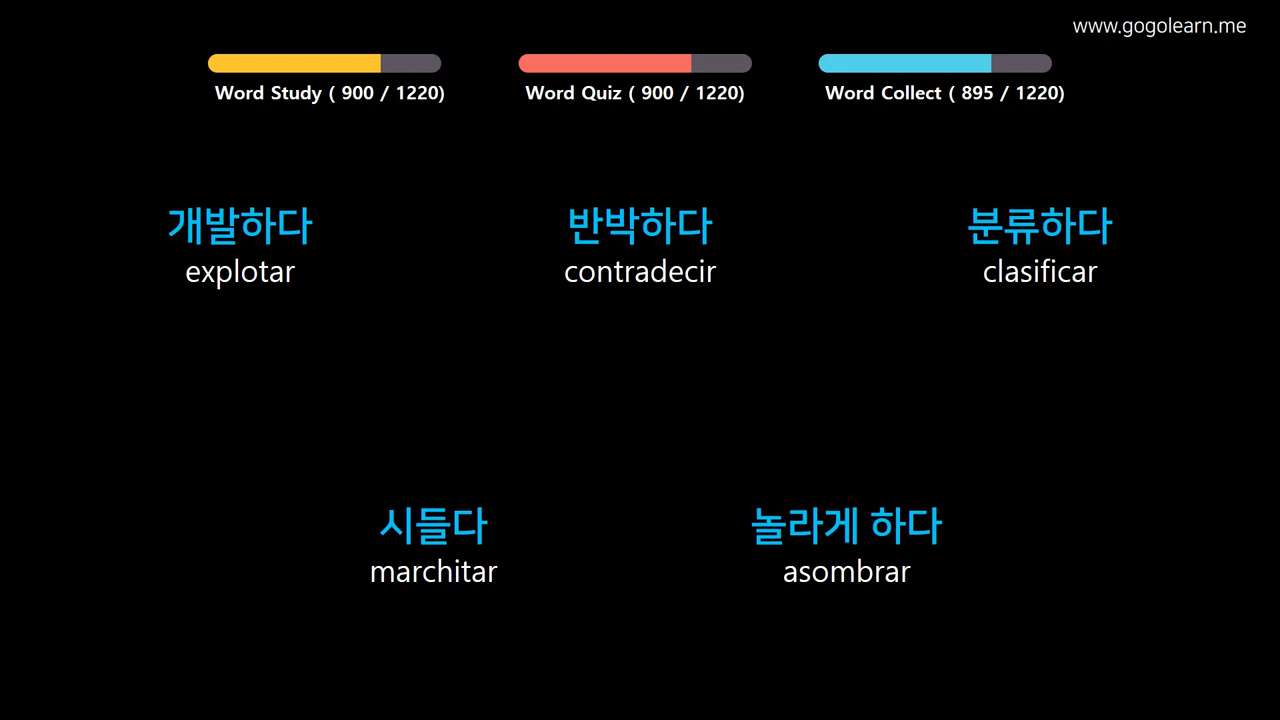 www.gogolearn.me
Word Study ( 900 / 1220)
Word Quiz ( 900 / 1220)
Word Collect ( 895 / 1220)
개발하다
explotar
반박하다
contradecir
분류하다
clasificar
시들다
marchitar
놀라게 하다
asombrar